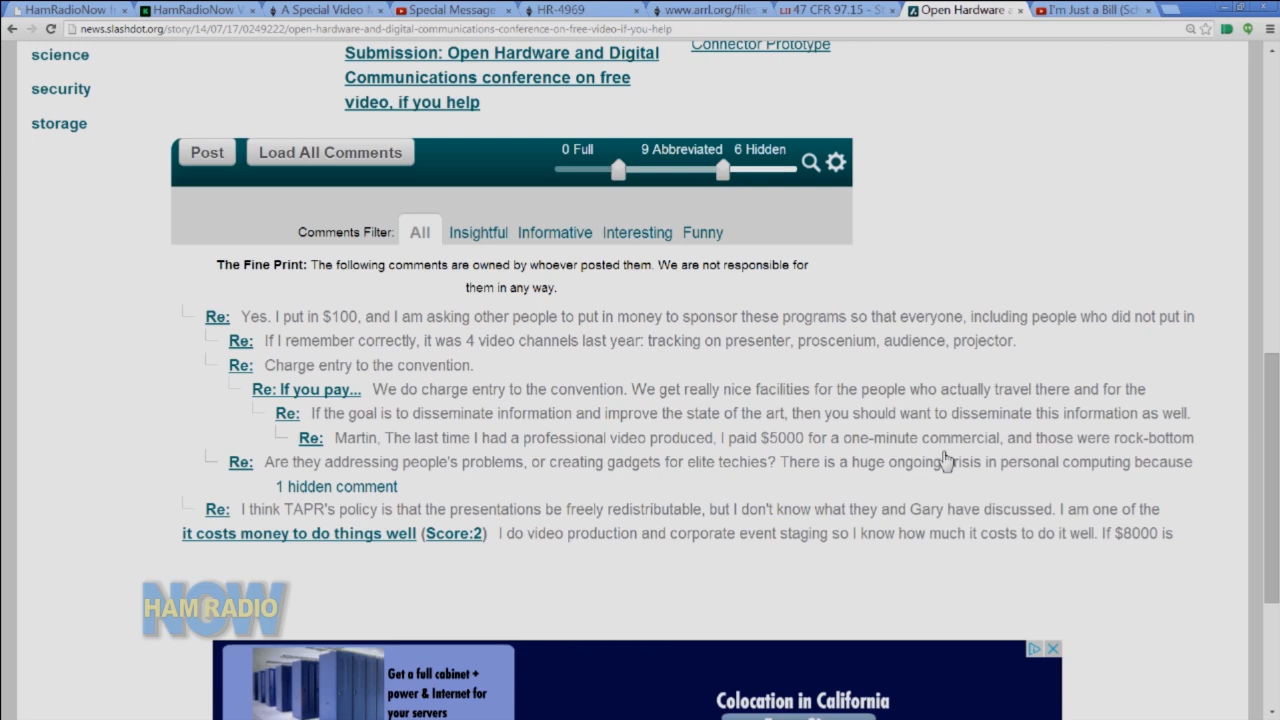 HamRadioNow
HamRadioNow V
A Special Video M
Special Message
HR-4969
www.arrl.org/files
47 CFR 97.15 - St
Open Hardware a
I'm Just a Bill (Sch
news.slashdot.org/story/14/07/17/0249222/open-hardware-and-digital-communications-conference-on-free-video-if-you-help
science
security
storage
Submission: Open Hardware and Digital
Communications conference on free
video, if you help
Connector Prototype
Post
Load All Comments
0 Full
9 Abbreviated
6 Hidden
Comments Filter: All Insightful Informative Interesting Funny
The Fine Print: The following comments are owned by whoever posted them. We are not responsible for
them in any way.
Re: Yes. I put in $100, and I am asking other people to put in money to sponsor these programs so that everyone, including people who did not put in
Re: If I remember correctly, it was 4 video channels last year: tracking on presenter, proscenium, audience, projector.
Re: Charge entry to the convention.
Re: If you pay... We do charge entry to the convention. We get really nice facilities for the people who actually travel there and for the
Re: If the goal is to disseminate information and improve the state of the art, then you should want to disseminate this information as well.
Re: Martin, The last time I had a professional video produced, I paid $5000 for a one-minute commercial, and those were rock-bottom
Re: Are they addressing people's problems, or creating gadgets for elite techies? There is a huge ongoing crisis in personal computing because
1 hidden comment
Re: I think TAPR's policy is that the presentations be freely redistributable, but I don't know what they and Gary have discussed. I am one of the
it costs money to do things well (Score:2) I do video production and corporate event staging so I know how much it costs to do it well. If $8000 is
HAM RADIO
NOW
Get a full cabinet +
power & Internet for
your servers
Colocation in California